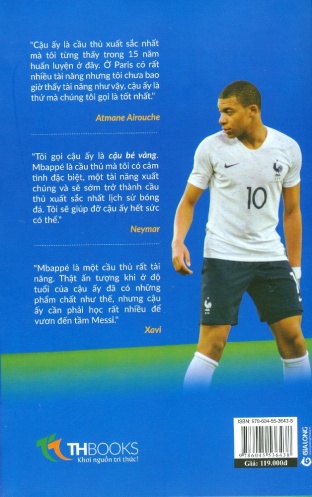 "Cậu ấy là cầu thủ xuất sắc nhất
mà tôi từng thấy trong 15 năm
huấn luyện ở đây. Ở Paris có rất
nhiều tài năng nhưng tôi chưa bao
giờ thấy tài năng như vậy, cậu ấy là
thứ mà chúng tôi gọi là tốt nhất."
Atmane Alrouche
"Tôi gọi cậu ấy là cậu bé vàng.
Mbappé là cầu thủ mà tôi có cảm
tình đặc biệt, một tài năng xuất
chúng và sẽ sớm trở thành cầu
thủ xuất sắc nhất lịch sử bóng
đá. Tôi sẽ giúp đỡ cậu ấy hết sức
có thể."
Neymar
10
"Mbappé là một cầu thủ rất tài
năng. Thật ấn tượng khi ở độ
tuổi của cậu ấy đã có những
phẩm chất như thế, nhưng cậu
ấy cần phải học rất nhiều để
vươn đến tầm Messi."
Xavi
THBOOKS
Khơi nguồn tri thức!
ISBN: 978-604-55-3643-8
9 786045 536438
Giá: 119.000đ
GIALONG